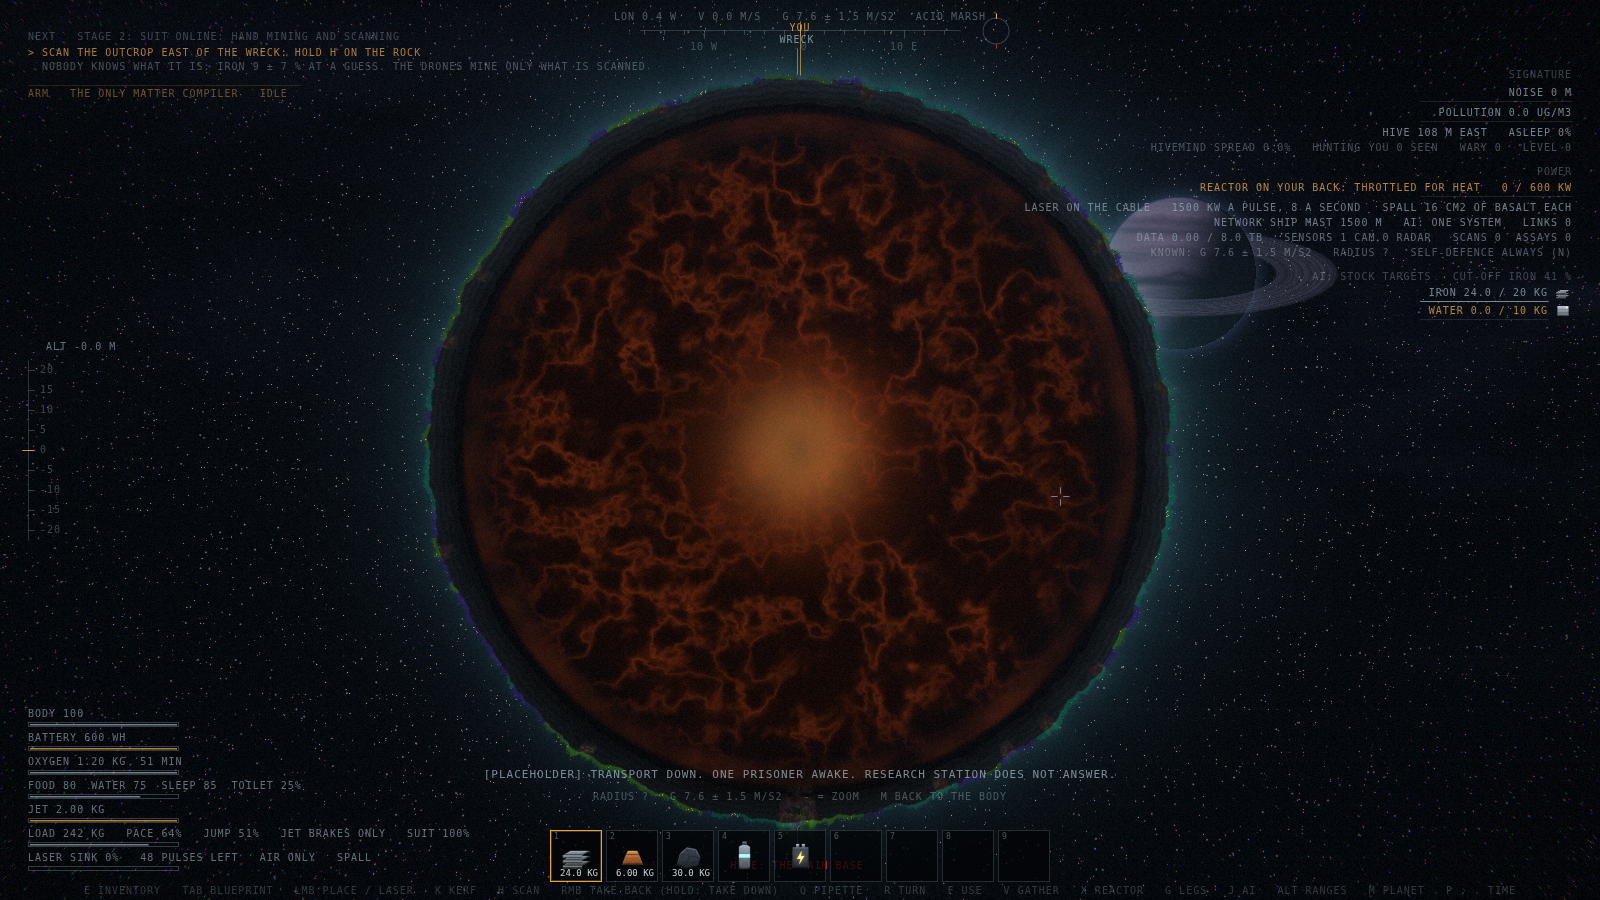 LON 0.4 W   V 0.0 M/S   G 7.6 ± 1.5 M/S2   ACID MARSH
YOU
WRECK
10 W   0   10 E
NEXT   STAGE 2: SUIT ONLINE: HAND MINING AND SCANNING
> SCAN THE OUTCROP EAST OF THE WRECK: HOLD H ON THE ROCK
NOBODY KNOWS WHAT IT IS: IRON 9 ± 7 % AT A GUESS. THE DRONES MINE ONLY WHAT IS SCANNED
ARM   THE ONLY MATTER COMPILER   IDLE
SIGNATURE
NOISE 0 M
POLLUTION 0.0 UG/M3
HIVE 108 M EAST   ASLEEP 0%
HIVEMIND SPREAD 0.0%   HUNTING YOU 0 SEEN   WARY 0   LEVEL 0
POWER
REACTOR ON YOUR BACK: THROTTLED FOR HEAT   0 / 600 KW
LASER ON THE CABLE   1500 KW A PULSE, 8 A SECOND   SPALL 16 CM2 OF BASALT EACH
NETWORK SHIP MAST 1500 M   AI: ONE SYSTEM   LINKS 0
DATA 0.00 / 8.0 TB   SENSORS 1 CAM 0 RADAR   SCANS 0   ASSAYS 0
KNOWN: G 7.6 ± 1.5 M/S2   RADIUS ?   SELF-DEFENCE ALWAYS (N)
AI: STOCK TARGETS   CUT-OFF IRON 41 %
IRON 24.0 / 20 KG
WATER 0.0 / 10 KG
ALT -0.0 M
20
15
10
5
0
-5
-10
-15
-20
BODY 100
BATTERY 600 WH
OXYGEN 1.20 KG, 51 MIN
FOOD 80   WATER 75   SLEEP 85   TOILET 25%
JET 2.00 KG
LOAD 242 KG   PACE 64%   JUMP 51%   JET BRAKES ONLY   SUIT 100%
LASER SINK 0%   48 PULSES LEFT   AIR ONLY   SPALL
[PLACEHOLDER] TRANSPORT DOWN. ONE PRISONER AWAKE. RESEARCH STATION DOES NOT ANSWER.
RADIUS ?   G 7.6 ± 1.5 M/S2   = ZOOM   M BACK TO THE BODY
1 2 3 4 5 6 7 8 9
24.0 KG   6.00 KG   30.0 KG
BASE
E INVENTORY   TAB BLUEPRINT   LMB PLACE / LASER   K KERF   H SCAN   RMB TAKE BACK (HOLD: TAKE DOWN)   Q PIPETTE   R TURN   F USE   V GATHER   X REACTOR   G LEGS   J AI   ALT RANGES   M PLANET   P , . TIME